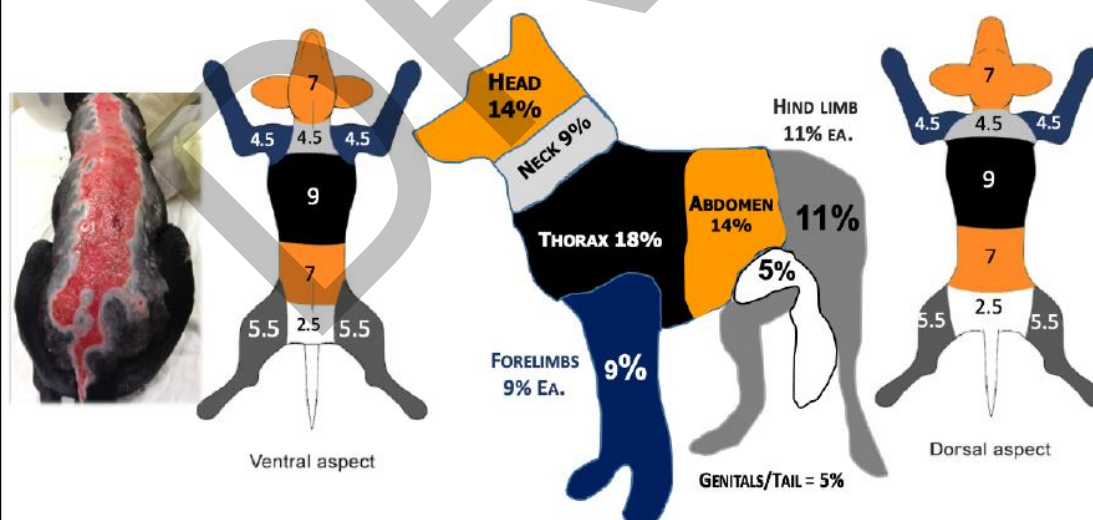 7
4.5
4.5
4.5
9
7
5.5
2.5
5.5
Ventral aspect
HEAD
14%
NECK 9%
THORAX 18%
ABDOMEN
14%
HIND LIMB
11% EA.
11%
5%
FORELIMBS
9% EA.
9%
GENITALS/TAIL = 5%
7
4.5
4.5
4.5
9
7
5.5
2.5
5.5
Dorsal aspect